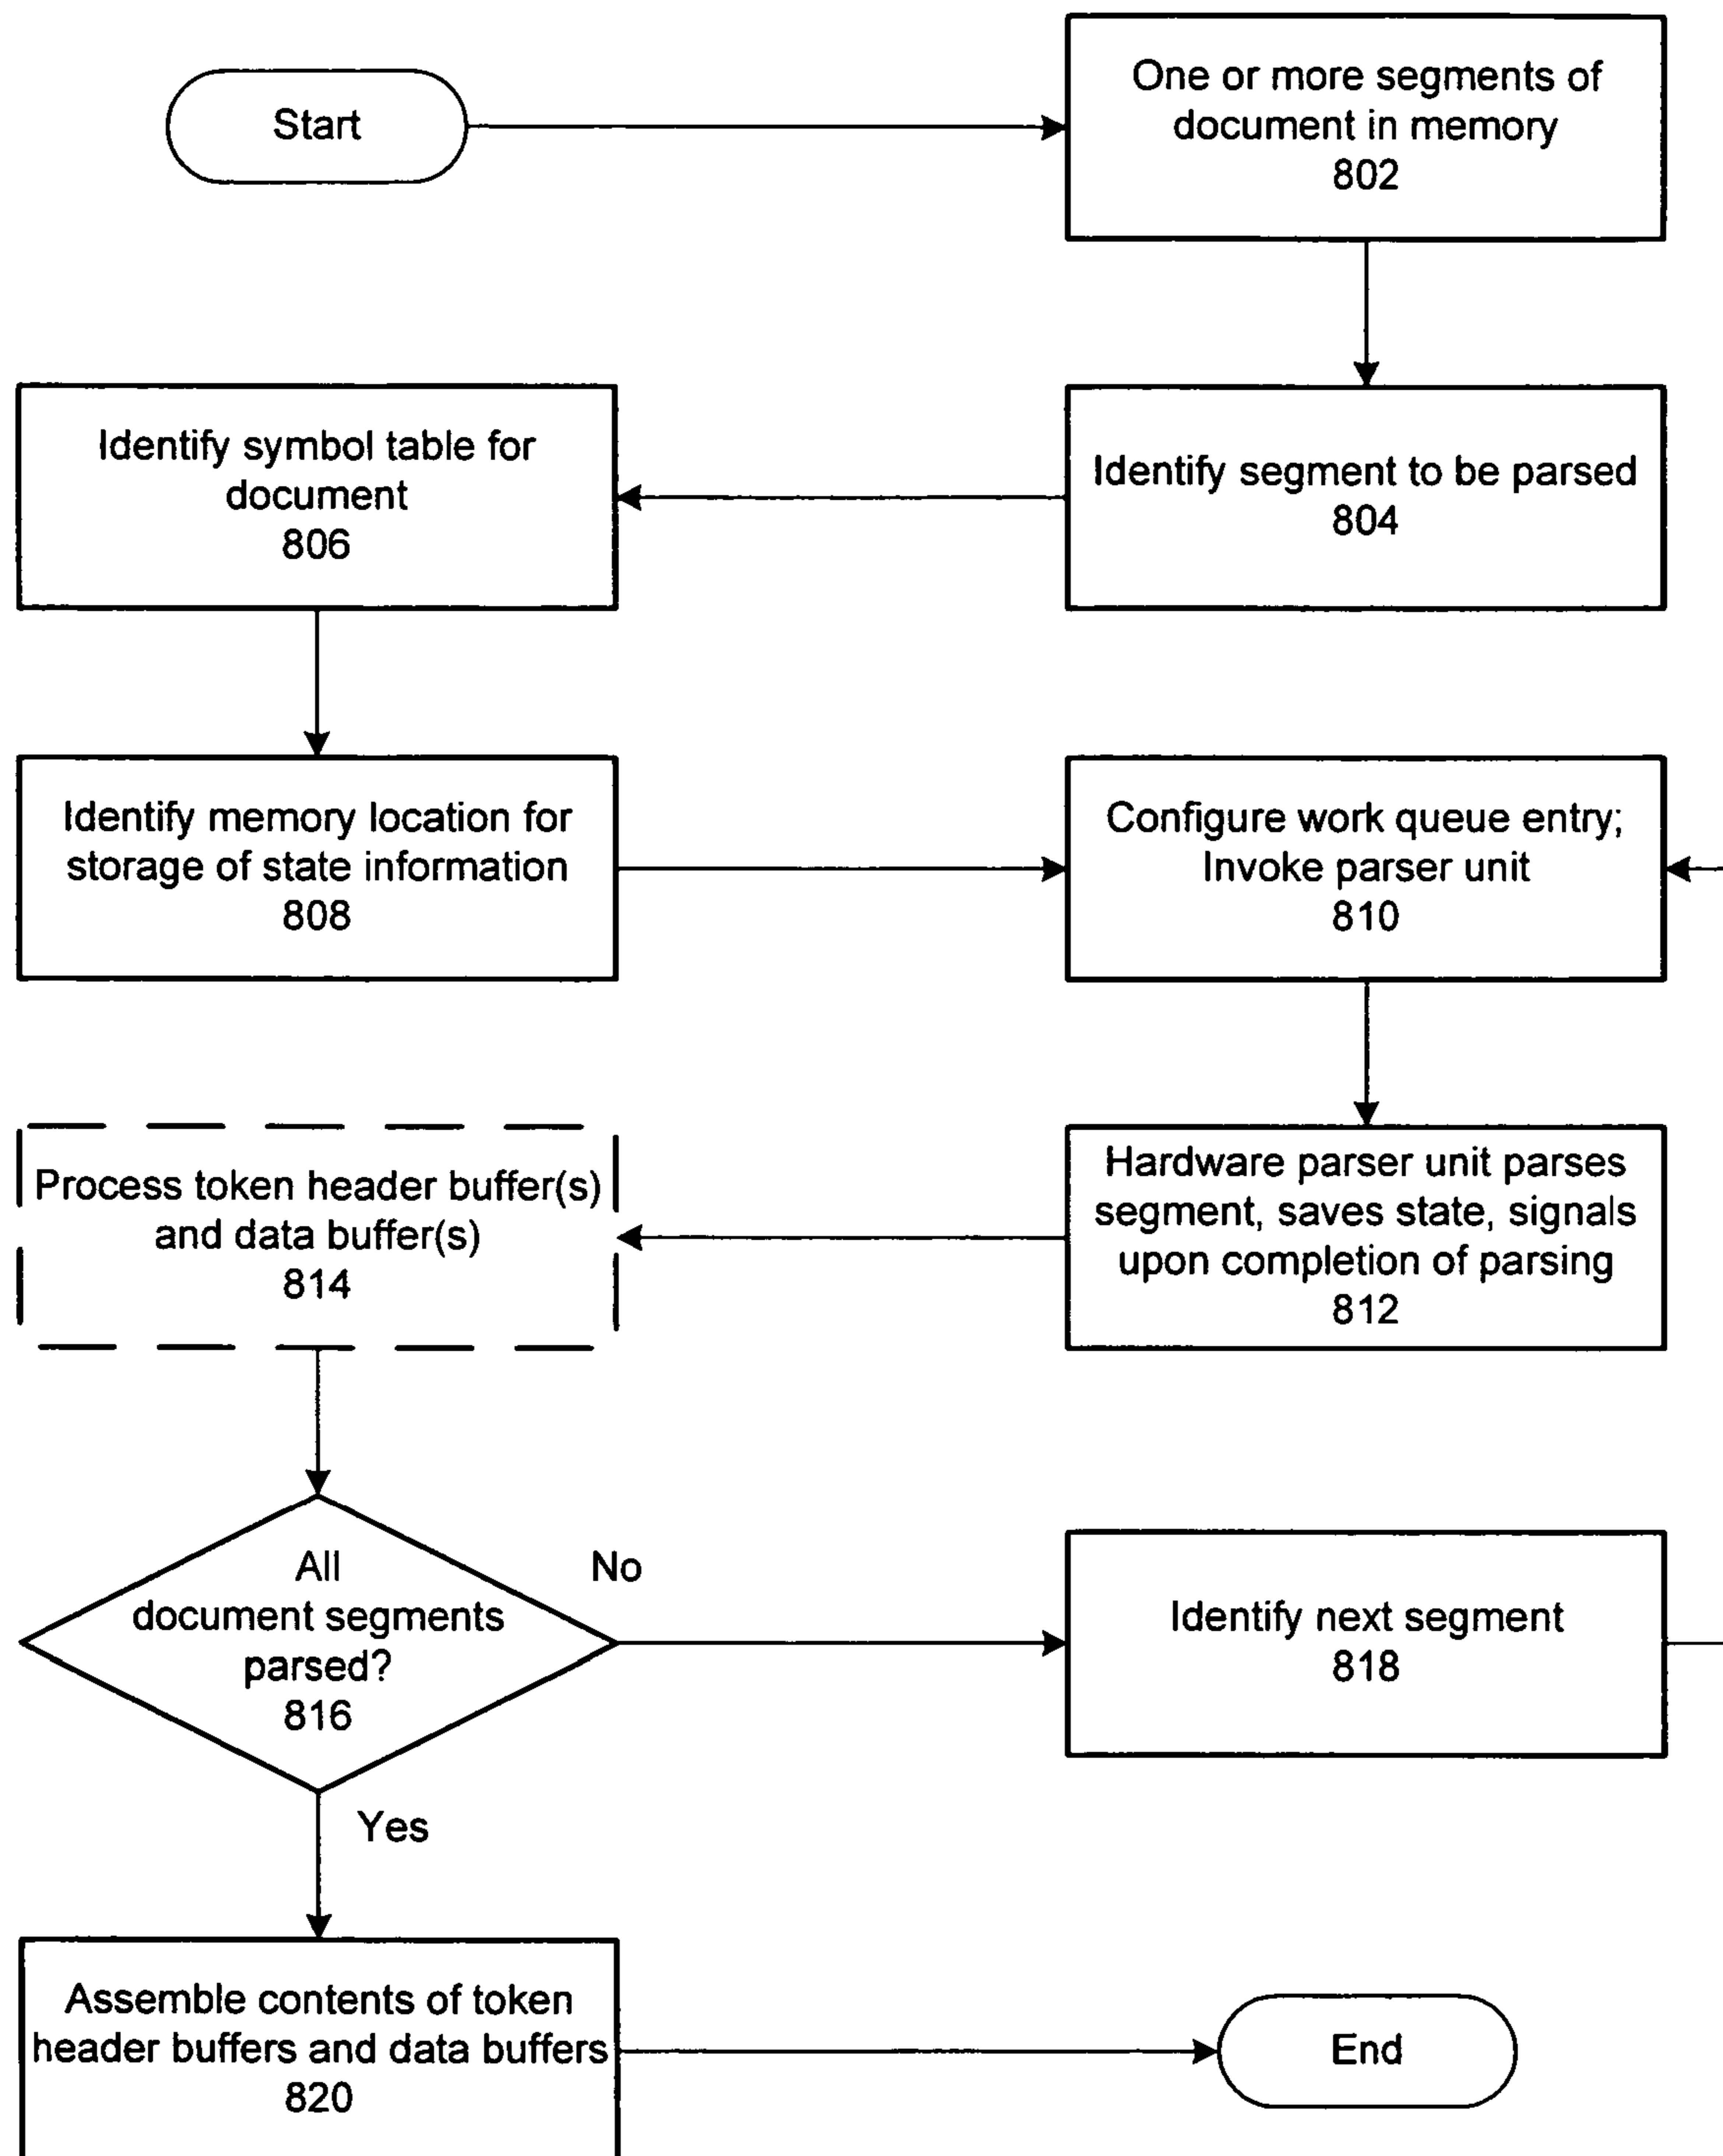 Start
One or more segments of
document in memory
802
Identify segment to be parsed
804
Identify symbol table for
document
806
Identify memory location for
storage of state information
808
Configure work queue entry;
Invoke parser unit
810
Hardware parser unit parses
segment, saves state, signals
upon completion of parsing
812
Process token header buffer(s)
and data buffer(s)
814
All
document segments
parsed?
816
No
Identify next segment
818
Yes
Assemble contents of token
header buffers and data buffers
820
End